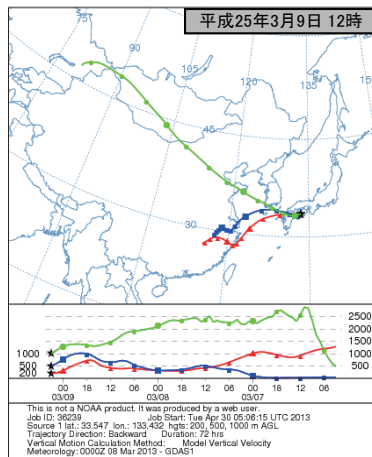 平成25年3月9日 12時
75
90
105
120
135
15
45
30
1000
500
200
2500
2000
1500
1000
500
00 18 12 06 00 18 12 06 00 18 12 06
03/09 03/08 03/07
This is not a NOAA product. It was produced by a web user.
Job ID: 36239 Job Start: Tue Apr 30 05:06:15 UTC 2013
Source 1 lat.: 33.547 lon.: 133.432 hgts: 200, 500, 1000 m AGL
Trajectory Direction: Backward Duration: 72 hrs
Vertical Motion Calculation Method: Model Vertical Velocity
Meteorology: 0000Z 08 Mar 2013 - GDAS1